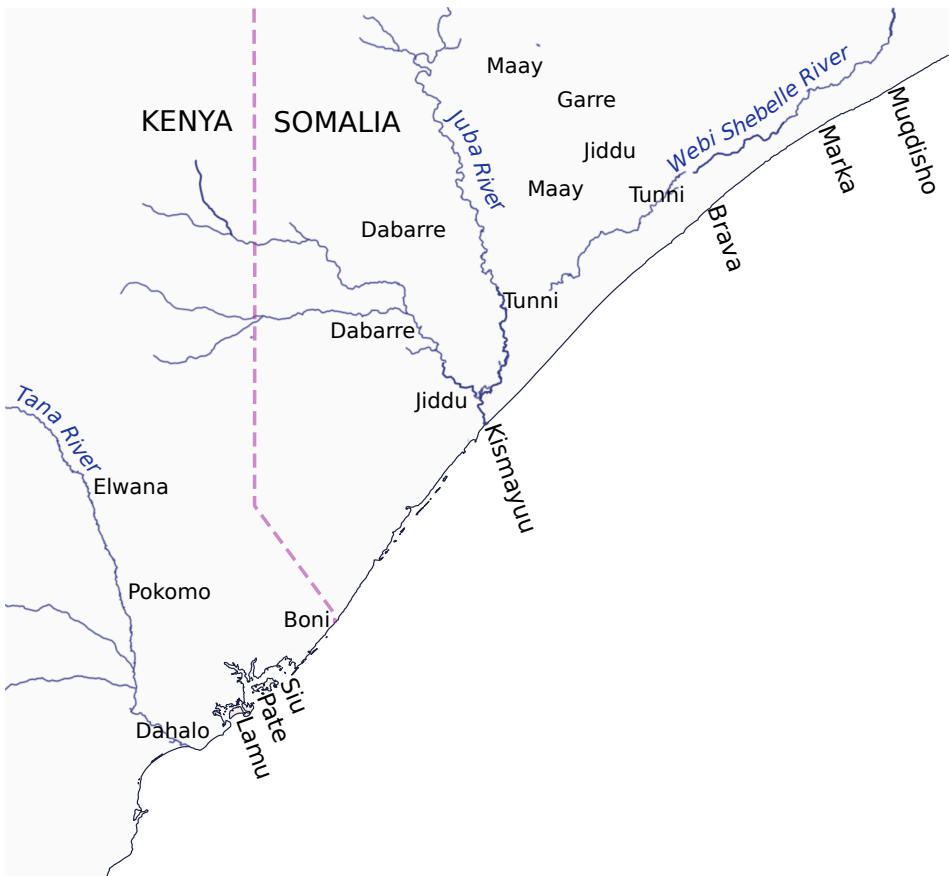 Maay
Garre
KENYA
SOMALIA
Juba River
Webi Shebelle River
Muqdisho
Marka
Jiddu
Maay
Tunni
Brava
Dabarre
Tunni
Dabarre
Jiddu
Kismayuu
Tana River
Elwana
Pokomo
Boni
Siu
Pate
Lamu
Dahalo